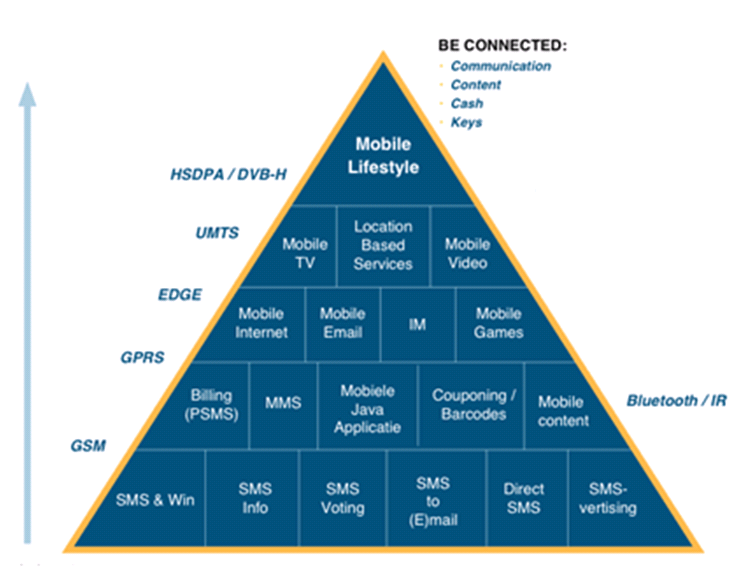 BE CONNECTED:
Communication
Content
Cash
Keys
Mobile
Lifestyle
HSDPA / DVB-H
UMTS
Mobile
TV
Location
Based
Services
Mobile
Video
EDGE
Mobile
Internet
Mobile
Email
IM
Mobile
Games
GPRS
Billing
(PSMS)
MMS
Mobiele
Java
Applicatie
Couponing /
Barcodes
Mobile
content
Bluetooth / IR
GSM
SMS & Win
SMS
Info
SMS
Voting
SMS
to
(E)mail
Direct
SMS
SMS-
vertising